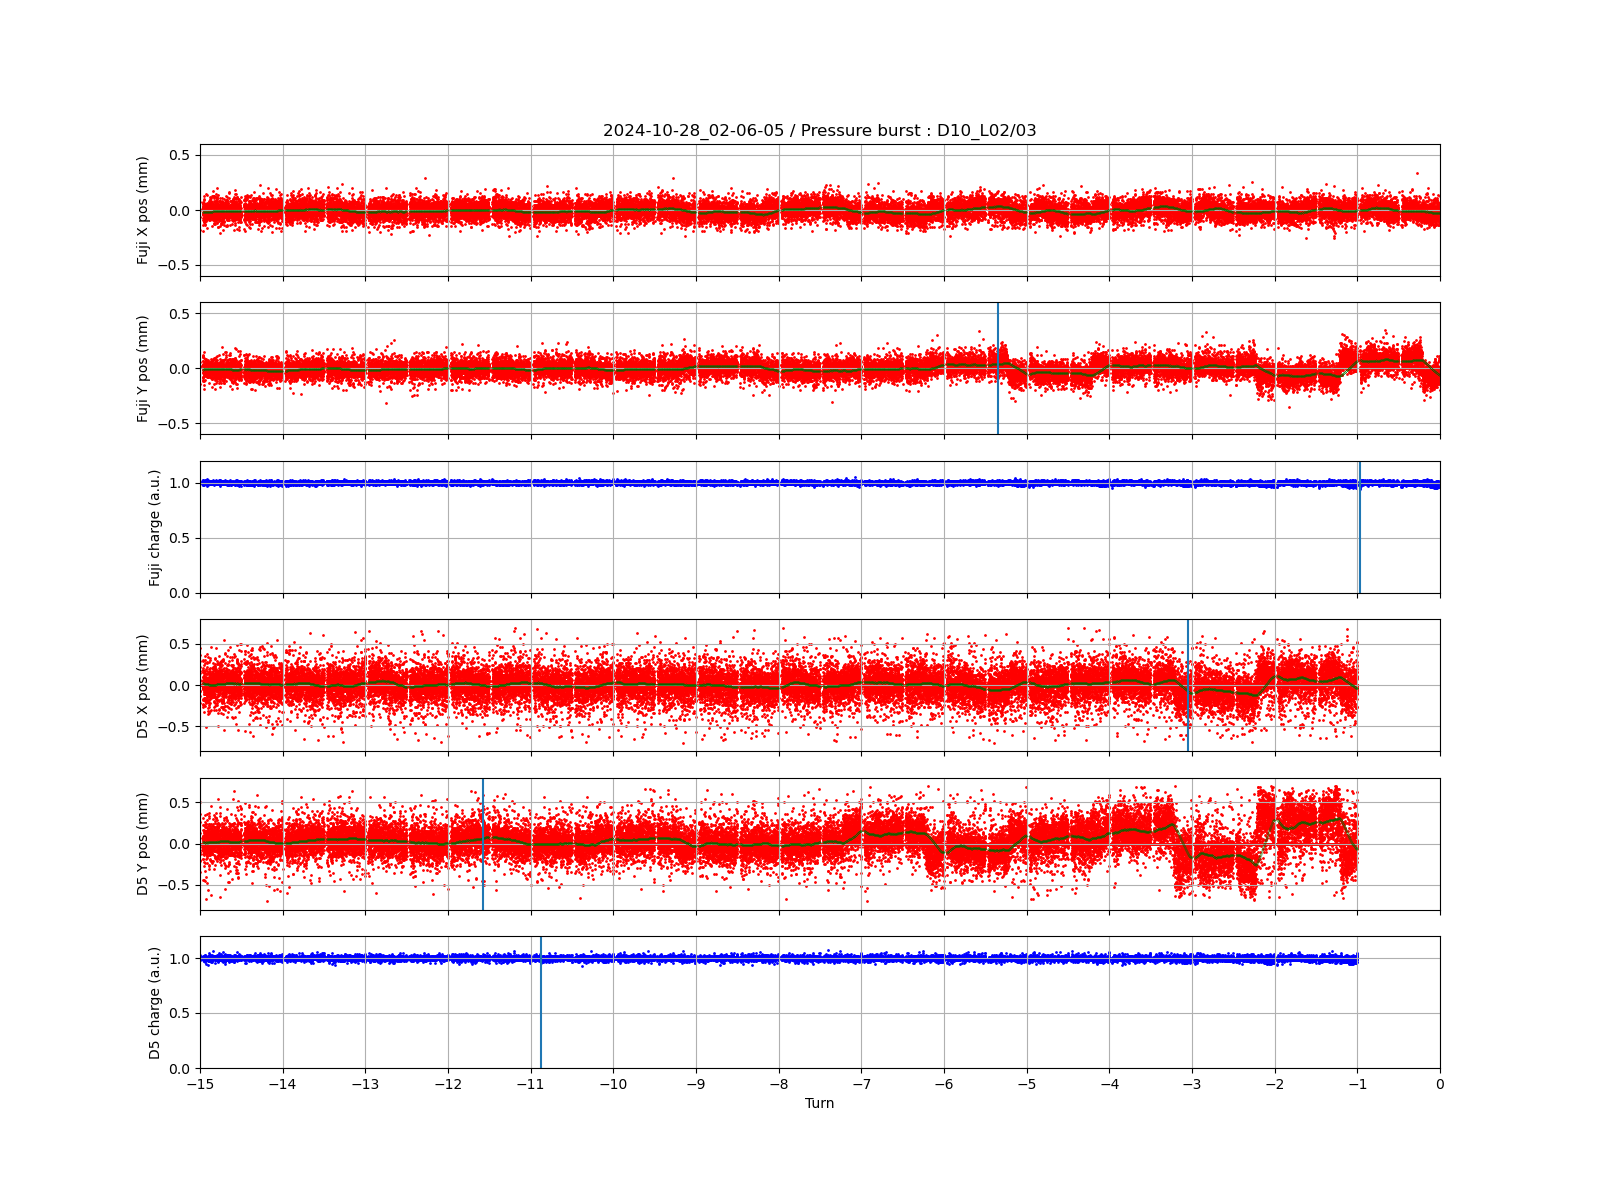 2024-10-28_02-06-05 / Pressure burst : D10_L02/03
0.5
0.0
−0.5
Fuji X pos (mm)
0.5
0.0
−0.5
Fuji Y pos (mm)
1.0
0.5
0.0
Fuji charge (a.u.)
0.5
0.0
−0.5
D5 X pos (mm)
0.5
0.0
−0.5
D5 Y pos (mm)
1.0
0.5
0.0
D5 charge (a.u.)
−15 −14 −13 −12 −11 −10 −9 −8 −7 −6 −5 −4 −3 −2 −1 0
Turn